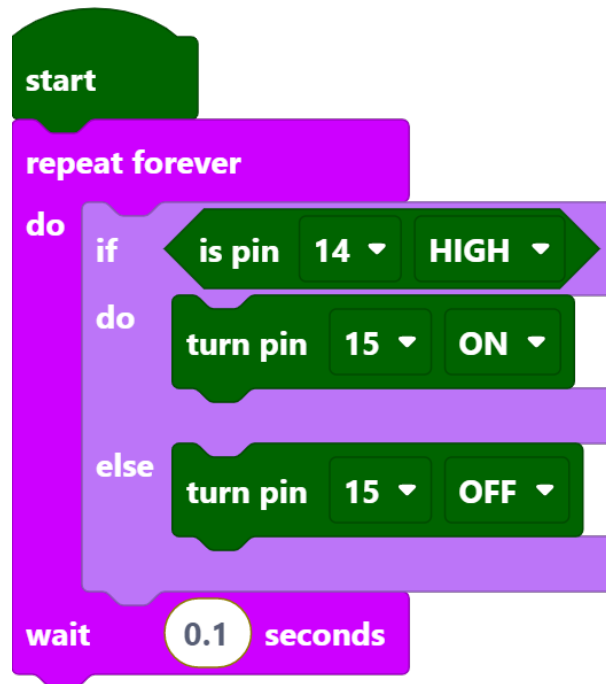 start
repeat forever
do
if is pin 14 HIGH
do
turn pin 15 ON
else
turn pin 15 OFF
wait 0.1 seconds